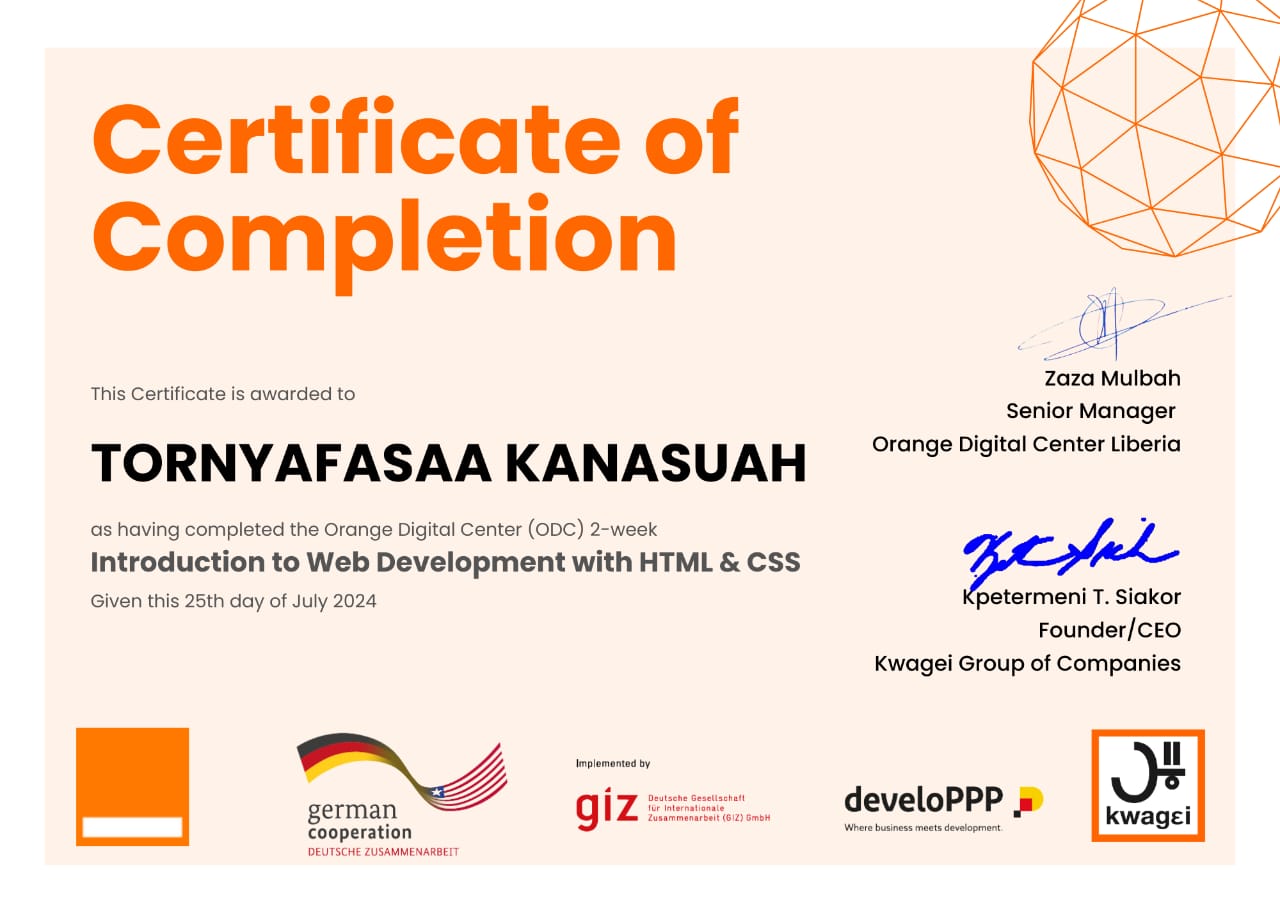 Certificate of
Completion
This Certificate is awarded to
TORNYAFASAA KANASUAH
as having completed the Orange Digital Center (ODC) 2-week
Introduction to Web Development with HTML & CSS
Given this 25th day of July 2024
Zaza Mulbah
Senior Manager
Orange Digital Center Liberia
Kpetermeni T. Siakor
Founder/CEO
Kwagei Group of Companies
german
cooperation
DEUTSCHE ZUSAMMENARBEIT
Implemented by
giz
Deutsche Gesellschaft
für Internationale
Zusammenarbeit (GIZ) GmbH
develoPPP
Where business meets development.
kwagɛi